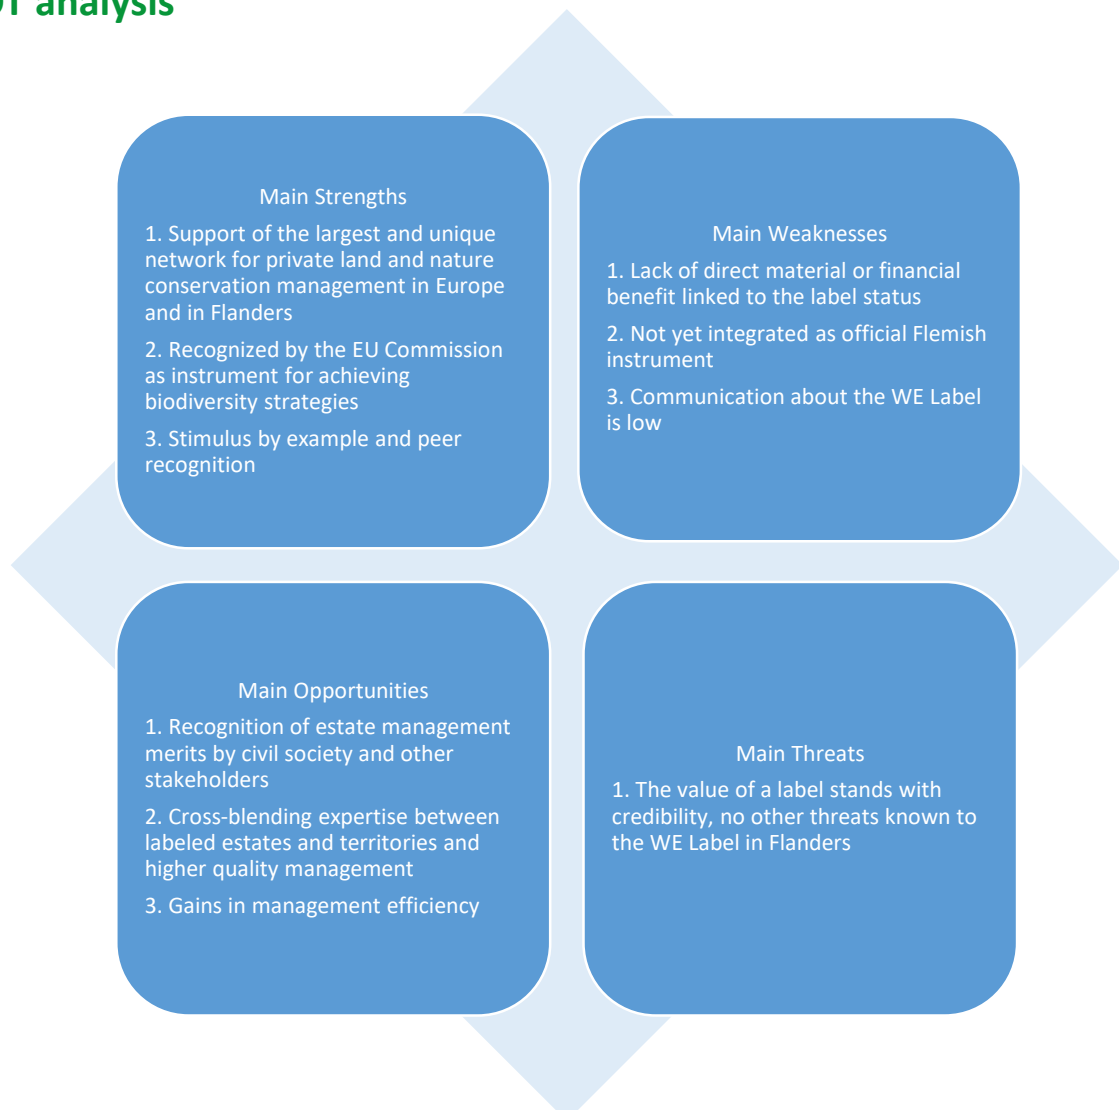 analysis
Main Strengths
1. Support of the largest and unique
network for private land and nature
conservation management in Europe
and in Flanders
2. Recognized by the EU Commission
as instrument for achieving
biodiversity strategies
3. Stimulus by example and peer
recognition
Main Weaknesses
1. Lack of direct material or financial
benefit linked to the label status
2. Not yet integrated as official Flemish
instrument
3. Communication about the WE Label
is low
Main Opportunities
1. Recognition of estate management
merits by civil society and other
stakeholders
2. Cross-blending expertise between
labeled estates and territories and
higher quality management
3. Gains in management efficiency
Main Threats
1. The value of a label stands with
credibility, no other threats known to
the WE Label in Flanders